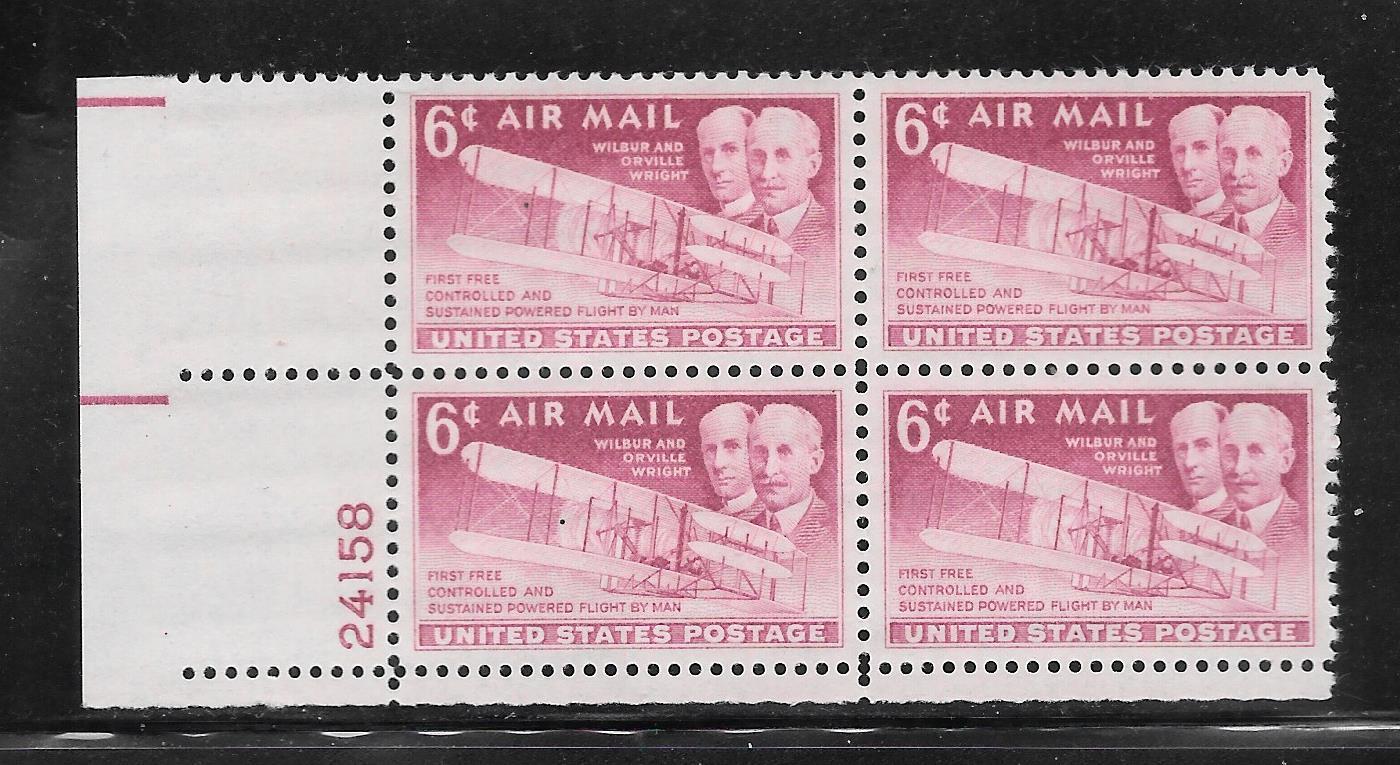 6¢ AIR MAIL
WILBUR AND
ORVILLE
WRIGHT
FIRST FREE
CONTROLLED AND
SUSTAINED POWERED FLIGHT BY MAN
UNITED STATES POSTAGE
6¢ AIR MAIL
WILBUR AND
ORVILLE
WRIGHT
FIRST FREE
CONTROLLED AND
SUSTAINED POWERED FLIGHT BY MAN
UNITED STATES POSTAGE
24158
6¢ AIR MAIL
WILBUR AND
ORVILLE
WRIGHT
FIRST FREE
CONTROLLED AND
SUSTAINED POWERED FLIGHT BY MAN
UNITED STATES POSTAGE
6¢ AIR MAIL
WILBUR AND
ORVILLE
WRIGHT
FIRST FREE
CONTROLLED AND
SUSTAINED POWERED FLIGHT BY MAN
UNITED STATES POSTAGE